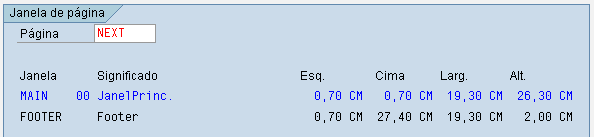 Janela de página
Página NEXT
Janela Significado Esq. Cima Larg. Alt.
MAIN 00 JanelPrinc. 0,70 CM 0,70 CM 19,30 CM 26,30 CM
FOOTER Footer 0,70 CM 27,40 CM 19,30 CM 2,00 CM